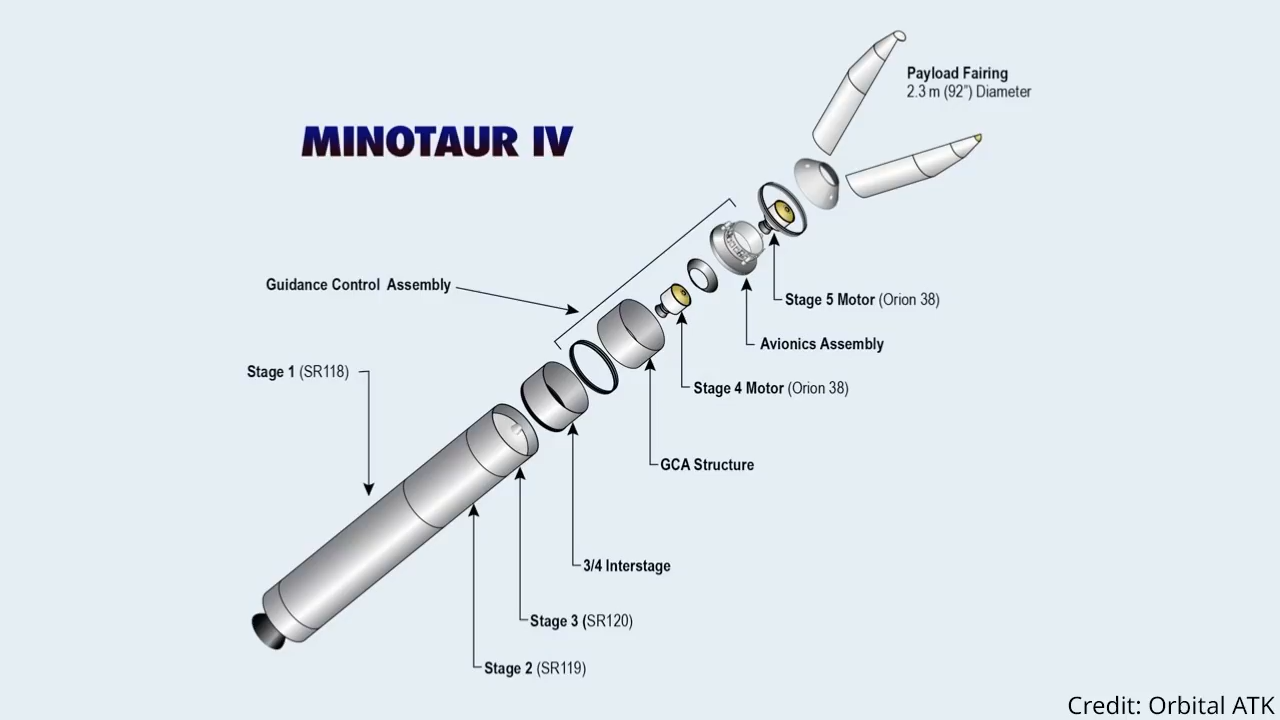 Payload Fairing
2.3 m (92") Diameter
MINOTAUR IV
Guidance Control Assembly
Stage 5 Motor (Orion 38)
Avionics Assembly
Stage 1 (SR118)
Stage 4 Motor (Orion 38)
GCA Structure
3/4 Interstage
Stage 3 (SR120)
Stage 2 (SR119)
Credit: Orbital ATK